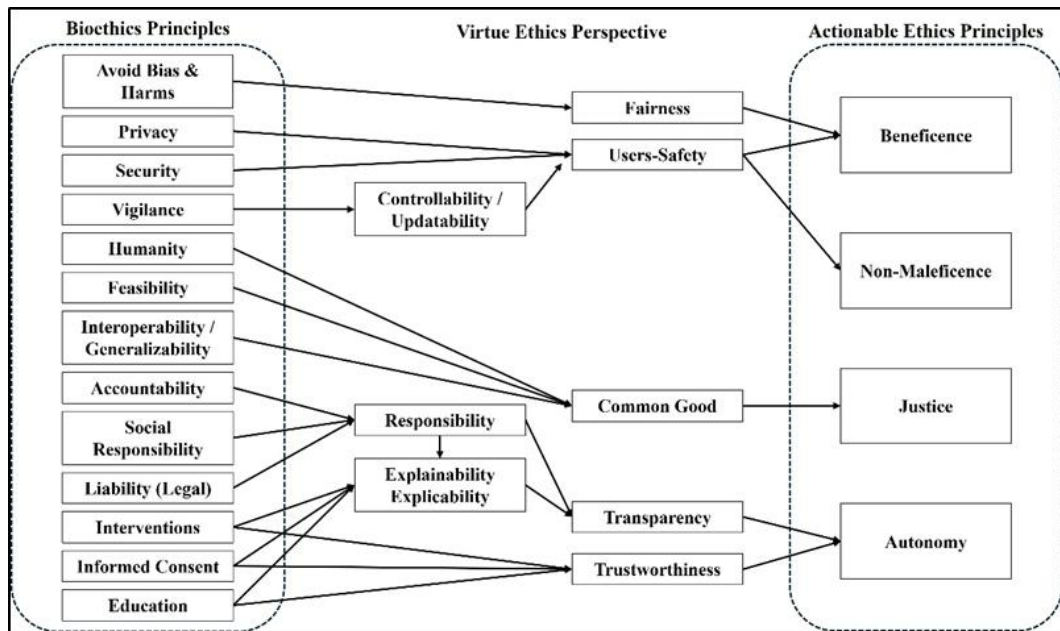 Bioethics Principles
Virtue Ethics Perspective
Actionable Ethics Principles
Avoid Bias &
Harms
Privacy
Security
Vigilance
Humanity
Feasibility
Interoperability /
Generalizability
Accountability
Social
Responsibility
Liability (Legal)
Interventions
Informed Consent
Education
Controllability /
Updatability
Responsibility
Explainability
Explicability
Fairness
Users-Safety
Common Good
Transparency
Trustworthiness
Beneficence
Non-Maleficence
Justice
Autonomy